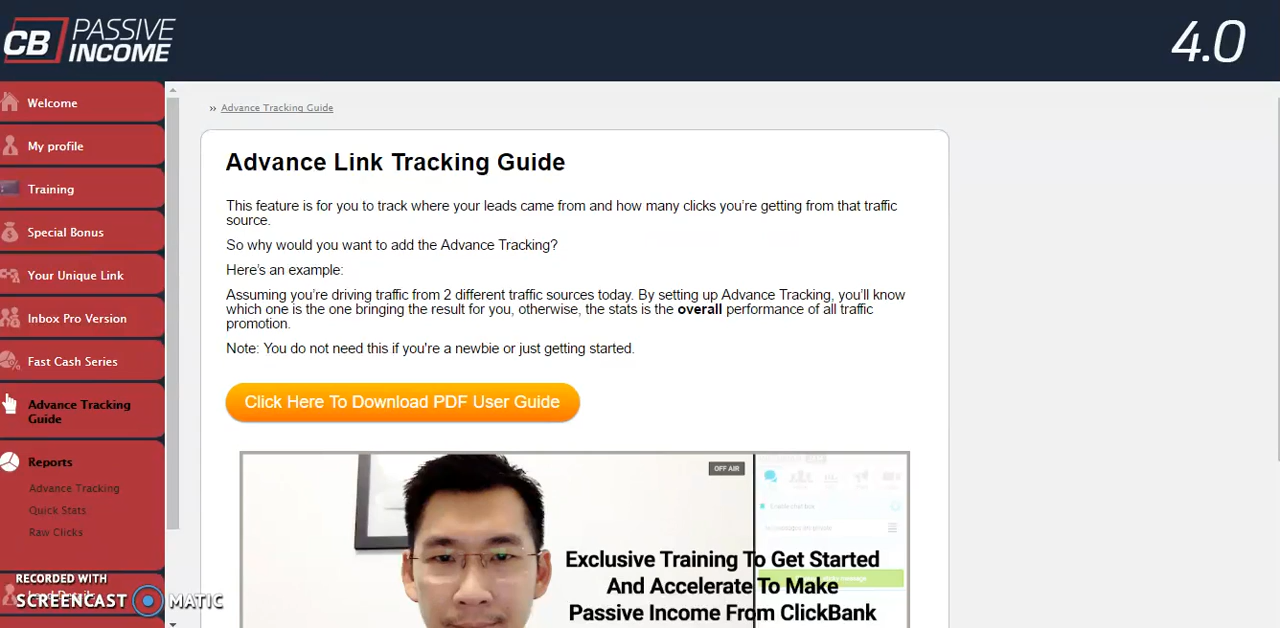 CB PASSIVE INCOME
4.0
Welcome
My profile
Training
Special Bonus
Your Unique Link
Inbox Pro Version
Fast Cash Series
Advance Tracking
Guide
Reports
Advance Tracking
Quick Stats
Raw Clicks
RECORDED WITH
SCREENCAST MATIC
›› Advance Tracking Guide
Advance Link Tracking Guide
This feature is for you to track where your leads came from and how many clicks you’re getting from that traffic
source.
So why would you want to add the Advance Tracking?
Here’s an example:
Assuming you’re driving traffic from 2 different traffic sources today. By setting up Advance Tracking, you’ll know
which one is the one bringing the result for you, otherwise, the stats is the overall performance of all traffic
promotion.
Note: You do not need this if you're a newbie or just getting started.
Click Here To Download PDF User Guide
OFF AIR
Exclusive Training To Get Started
And Accelerate To Make
Passive Income From ClickBank